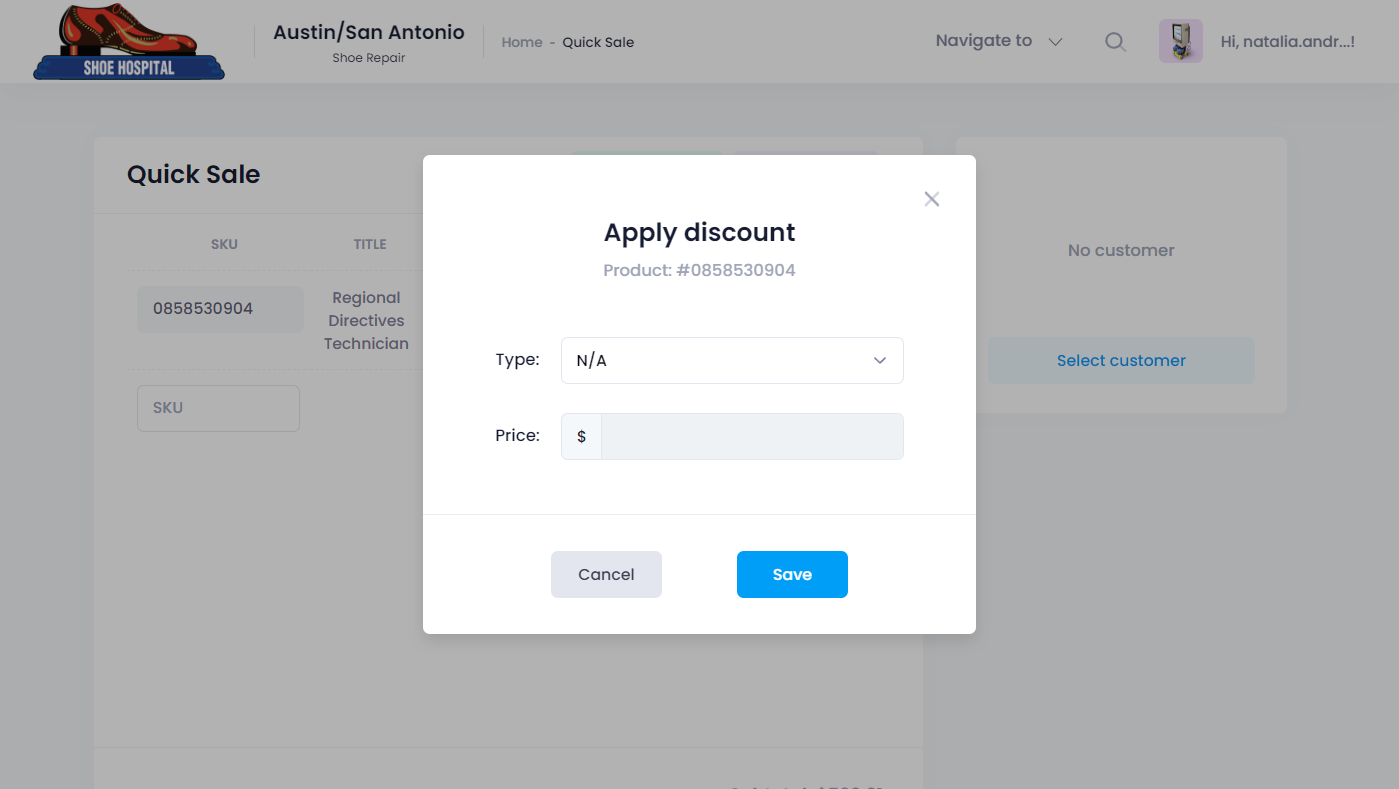 SHOE HOSPITAL
Austin/San Antonio
Shoe Repair
Home - Quick Sale
Navigate to
Hi, natalia.andr...!
Quick Sale
SKU TITLE
0858530904
Regional
Directives
Technician
SKU
No customer
Select customer
Apply discount
Product: #0858530904
Type: N/A
Price: $
Cancel
Save